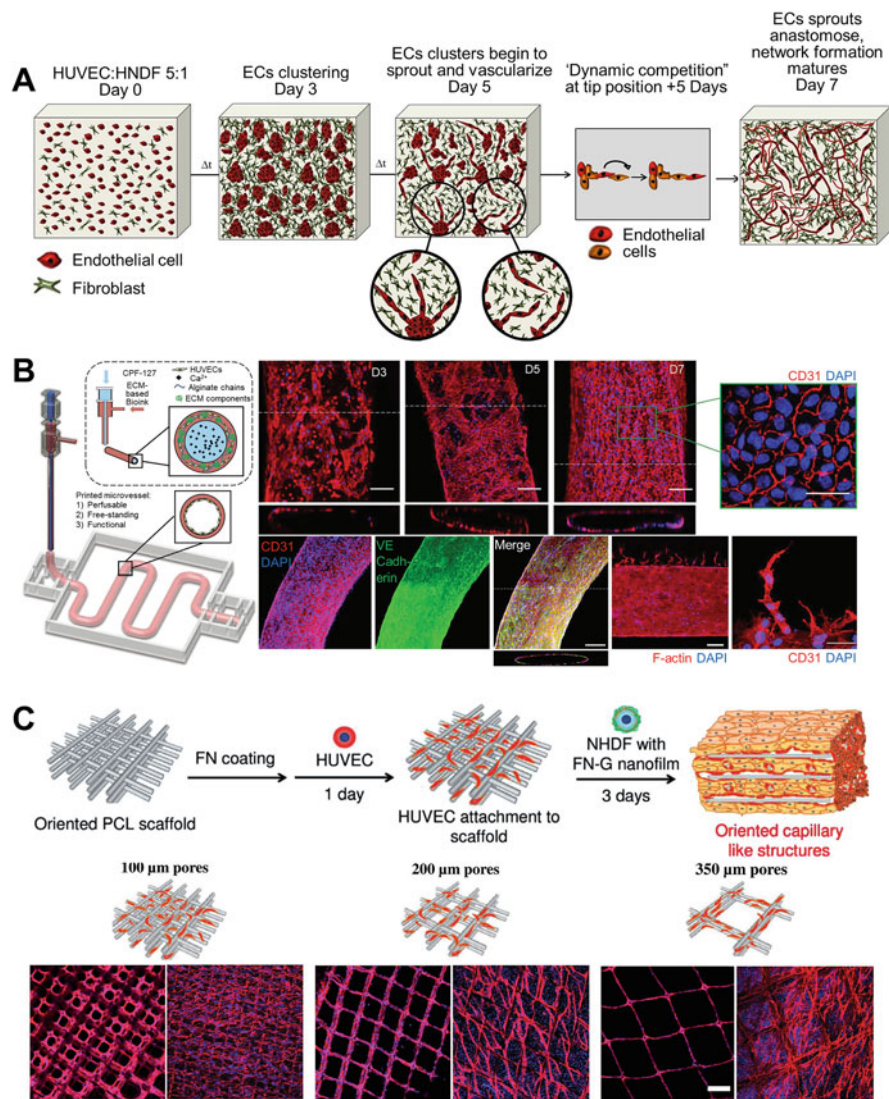 A
HUVEC:HNDF 5:1
Day 0
ECs clustering
Day 3
ECs clusters begin to
sprout and vascularize
Day 5
‘Dynamic competition”
at tip position +5 Days
ECs sprouts
anastomose,
network formation
matures
Day 7
Δt
Δt
Endothelial cell
Fibroblast
Endothelial
cells
B
CPF-127
ECM-
based
Bioink
HUVECs
Ca²⁺
Alginate chains
ECM components
Printed microvessel:
1) Perfusable
2) Free-standing
3) Functional
D3
D5
D7
CD31 DAPI
CD31
DAPI
VE
Cadh-
erin
Merge
F-actin DAPI
CD31 DAPI
C
Oriented PCL scaffold
FN coating
HUVEC
1 day
HUVEC attachment to
scaffold
NHDF with
FN-G nanofilm
3 days
Oriented capillary
like structures
100 µm pores
200 µm pores
350 µm pores